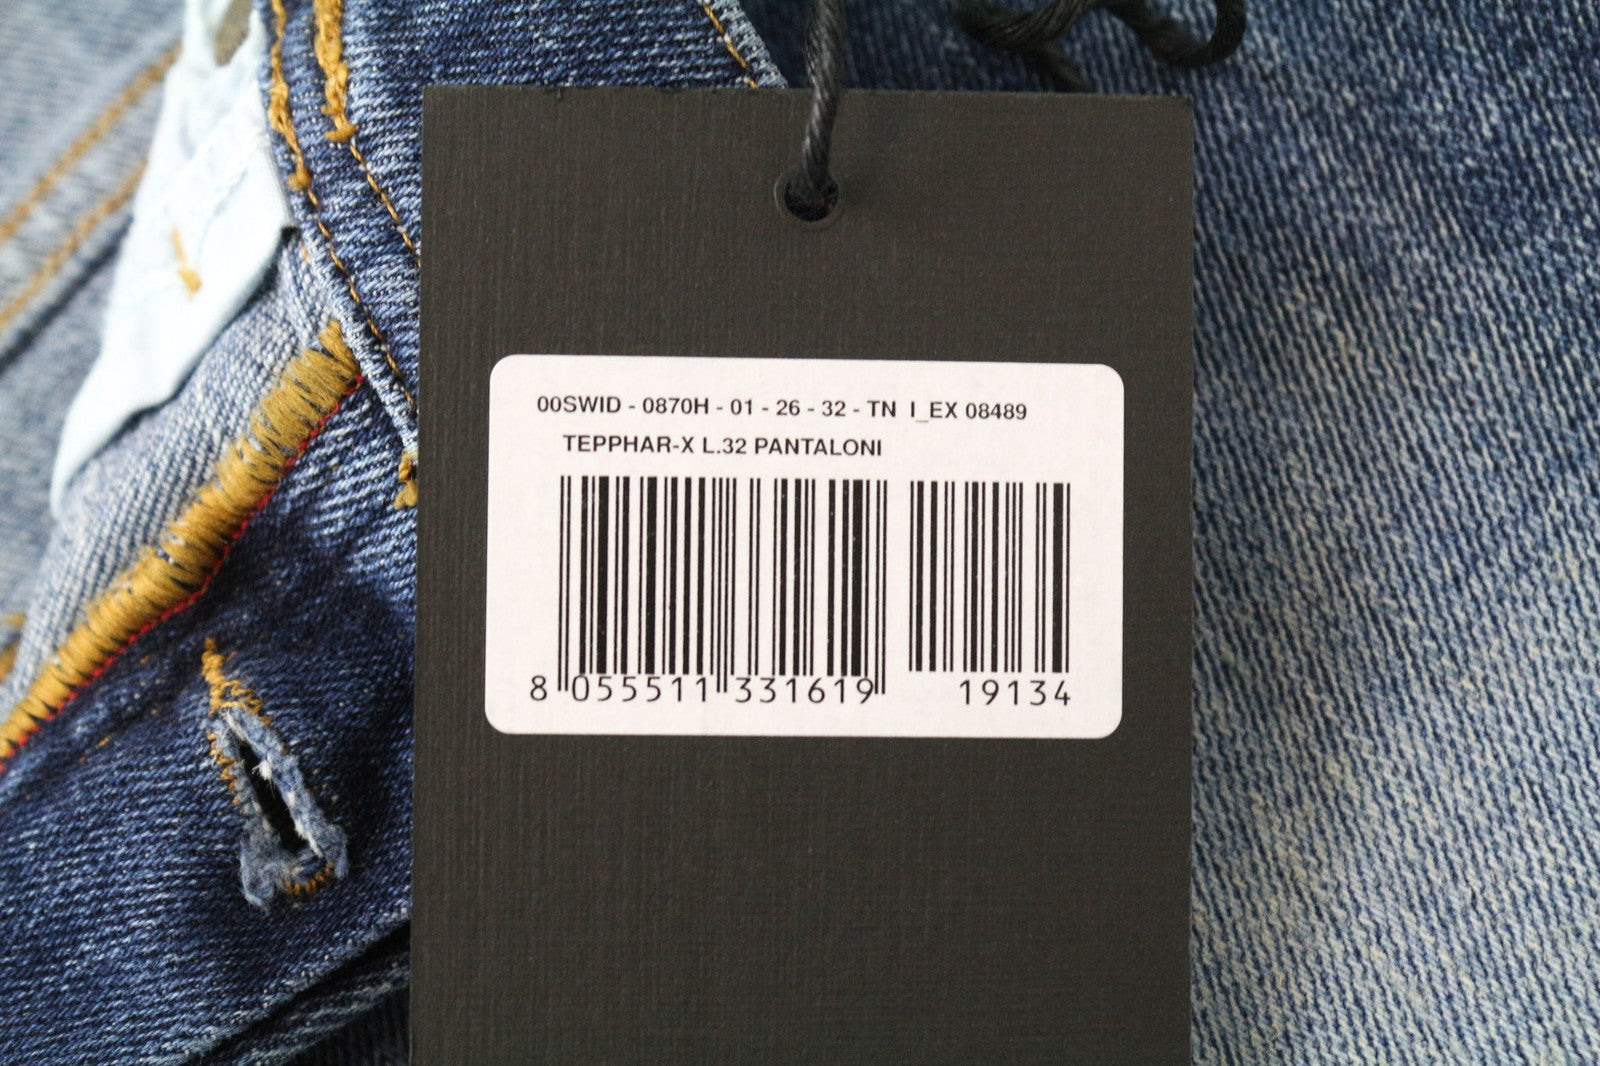 00SWID - 0870H - 01 - 26 - 32 - TN I_EX 08489
TEPPHAR-X L.32 PANTALONI
8 055511 331619 19134